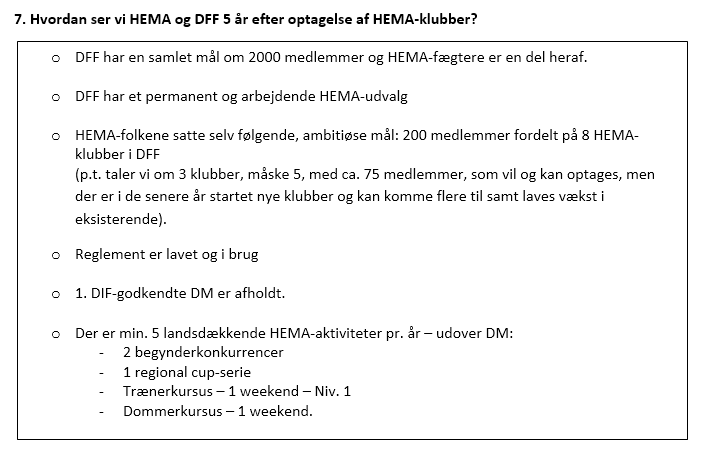 7. Hvordan ser vi HEMA og DFF 5 år efter optagelse af HEMA-klubber?
o DFF har en samlet mål om 2000 medlemmer og HEMA-fægtere er en del heraf.
o DFF har et permanent og arbejdende HEMA-udvalg
o HEMA-folkene satte selv følgende, ambitiøse mål: 200 medlemmer fordelt på 8 HEMA-
klubber i DFF
(p.t. taler vi om 3 klubber, måske 5, med ca. 75 medlemmer, som vil og kan optages, men
der er i de senere år startet nye klubber og kan komme flere til samt laves vækst i
eksisterende).
o Reglement er lavet og i brug
o 1. DIF-godkendte DM er afholdt.
o Der er min. 5 landsdækkende HEMA-aktiviteter pr. år – udover DM:
- 2 begynderkonkurrencer
- 1 regional cup-serie
- Trænerkursus – 1 weekend – Niv. 1
- Dommerkursus – 1 weekend.